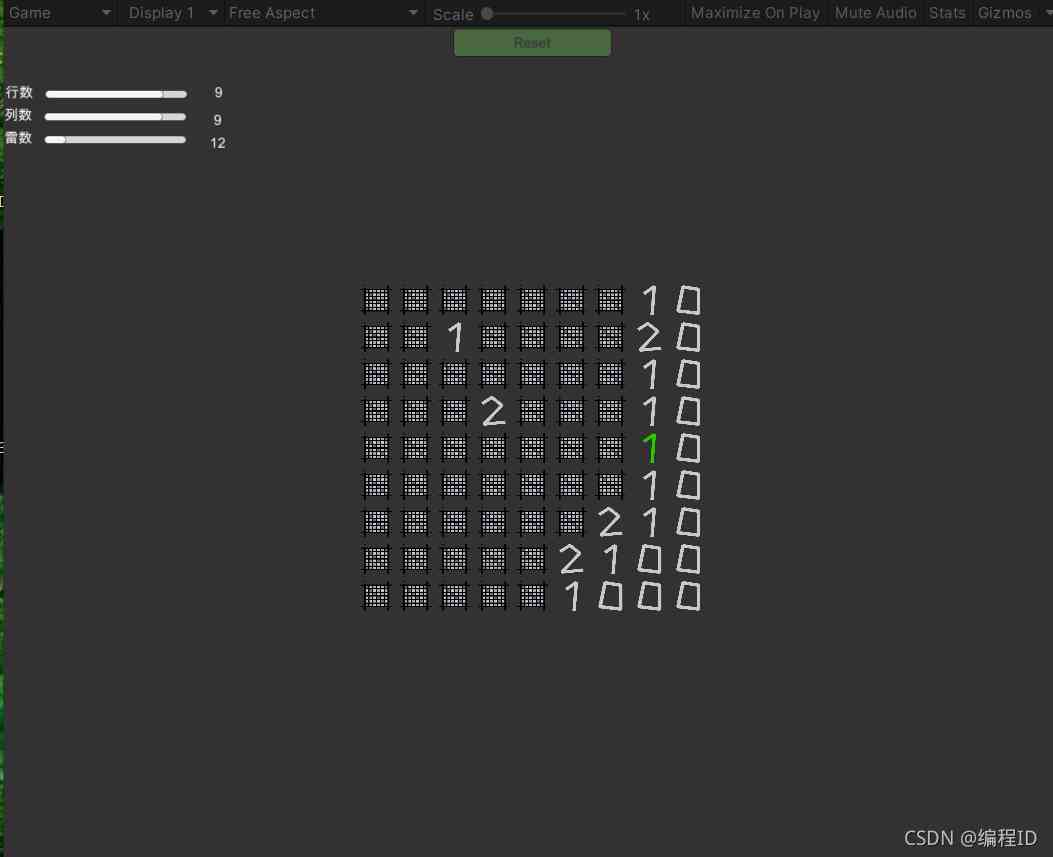 Game Display 1 Free Aspect Scale 1x Maximize On Play Mute Audio Stats Gizmos
Reset
行数 9
列数 9
雷数 12
1 0
1 2 0
1 0
2 1 0
1 0
1 0
2 1 0
2 1 0 0
1 0 0 0
CSDN @编程ID